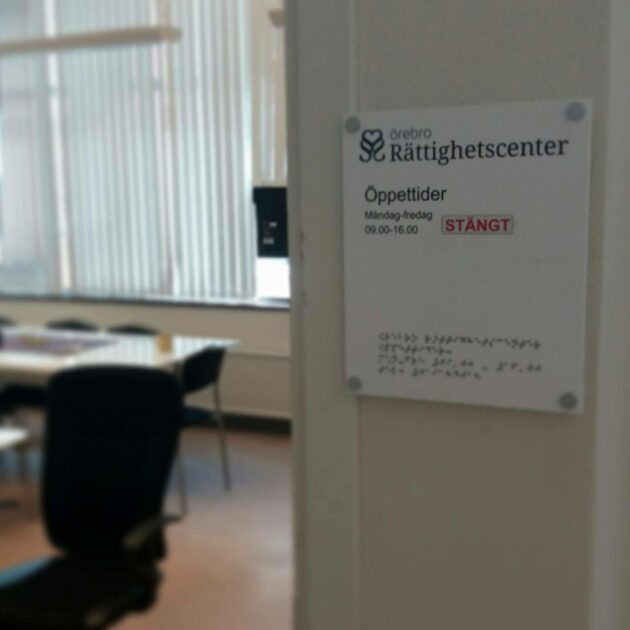 örebro
Rättighetscenter
Öppettider
Måndag-fredag
09.00-16.00 STÄNGT